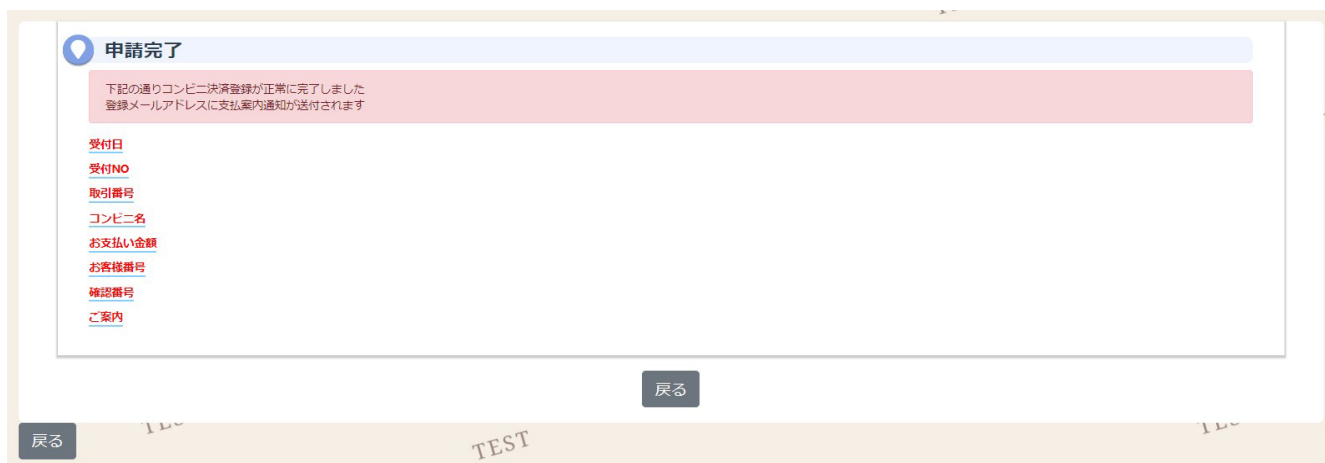 申請完了
下記の通りコンビニ決済登録が正常に完了しました
登録メールアドレスに支払案内通知が送付されます
受付日
受付NO
取引番号
コンビニ名
お支払い金額
お客様番号
確認番号
ご案内
戻る
戻る
TEST